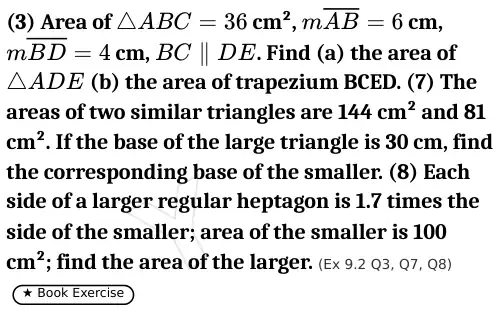 (3) Area of △ABC = 36 cm², mAB̅ = 6 cm,
mBD̅ = 4 cm, BC ∥ DE. Find (a) the area of
△ADE (b) the area of trapezium BCED. (7) The
areas of two similar triangles are 144 cm² and 81
cm². If the base of the large triangle is 30 cm, find
the corresponding base of the smaller. (8) Each
side of a larger regular heptagon is 1.7 times the
side of the smaller; area of the smaller is 100
cm²; find the area of the larger. (Ex 9.2 Q3, Q7, Q8)
★ Book Exercise